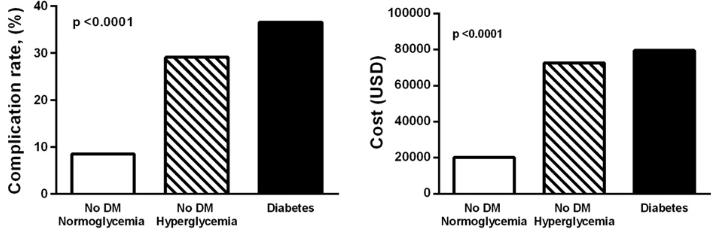 Complication rate, (%)
40
30
20
10
0
p <0.0001
No DM
Normoglycemia
No DM
Hyperglycemia
Diabetes
Cost (USD)
100000
80000
60000
40000
20000
0
p <0.0001
No DM
Normoglycemia
No DM
Hyperglycemia
Diabetes